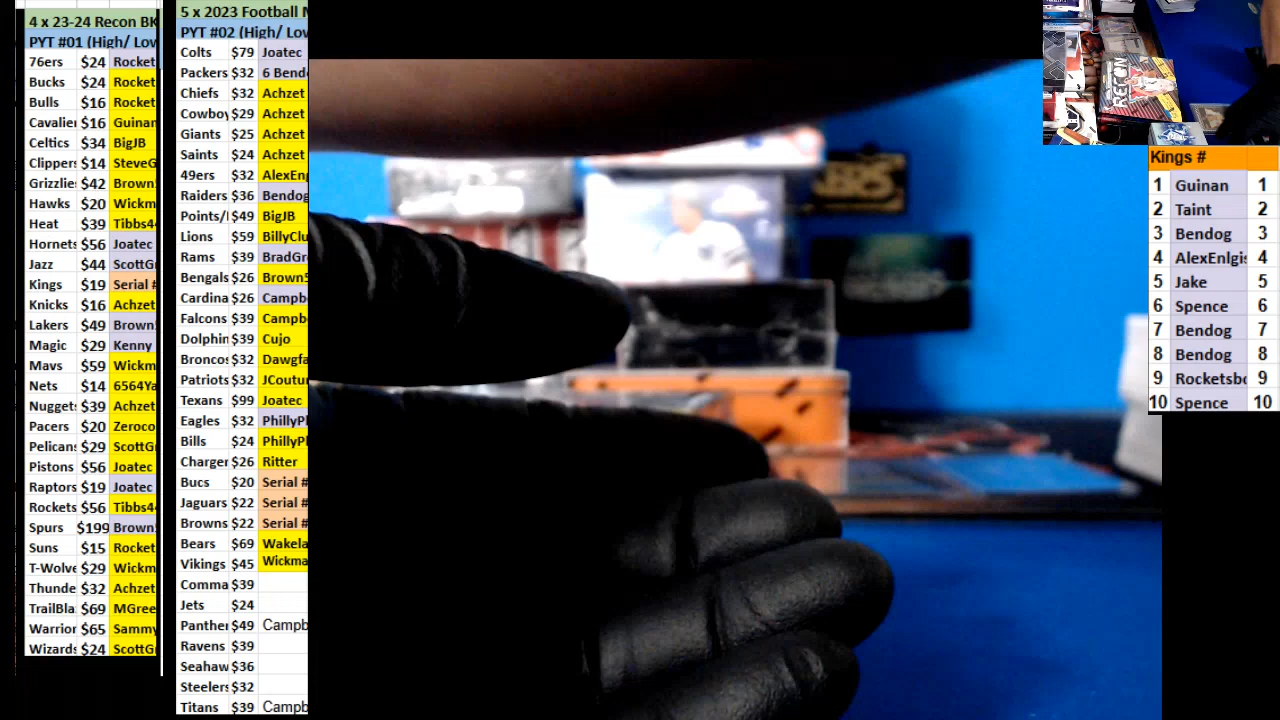 4 x 23-24 Recon BK
PYT #01 (High/ Lov
76ers $24 Rocket
Bucks $24 Rocket
Bulls $16 Rocket
Cavalie $16 Guinan
Celtics $34 BigJB
Clippers $14 SteveG
Grizzlie $42 Brown
Hawks $20 Wickm
Heat $39 Tibbs4
Hornets $56 Joatec
Jazz $44 ScottG
Kings $19 Serial #
Knicks $16 Achzet
Lakers $49 Brown
Magic $29 Kenny
Mavs $59 Wickm
Nets $14 6564Ya
Nugget $39 Achzet
Pacers $20 Zeroco
Pelican $29 ScottG
Pistons $56 Joatec
Raptors $19 Joatec
Rockets $56 Tibbs4
Spurs $199 Brown
Suns $15 Rocket
T-Wolve $29 Wickm
Thunde $32 Achzet
TrailBla $69 MGree
Warrior $65 Sammy
Wizards $24 ScottG
5 x 2023 Football N
PYT #02 (High/ Lov
Colts $79 Joatec
Packers $32 6 Bend
Chiefs $32 Achzet
Cowboy $29 Achzet
Giants $25 Achzet
Saints $24 Achzet
49ers $32 AlexEng
Raiders $36 Bendog
Points/ $49 BigJB
Lions $59 BillyClu
Rams $39 BradGr
Bengals $26 Brown
Cardina $26 Campb
Falcons $39 Campb
Dolphin $39 Cujo
Bronco $32 Dawgfa
Patriots $32 JCoutur
Texans $99 Joatec
Eagles $32 PhillyPl
Bills $24 PhillyPl
Charger $26 Ritter
Bucs $20 Serial #
Jaguars $22 Serial #
Browns $22 Serial #
Bears $69 Wakela
Vikings $45 Wickma
Comma $39
Jets $24
Panther $49 Campb
Ravens $39
Seahaw $36
Steelers $32
Titans $39 Campb
RECON
Kings #
1 Guinan 1
2 Taint 2
3 Bendog 3
4 AlexEnlgis 4
5 Jake 5
6 Spence 6
7 Bendog 7
8 Bendog 8
9 Rocketsbo 9
10 Spence 10